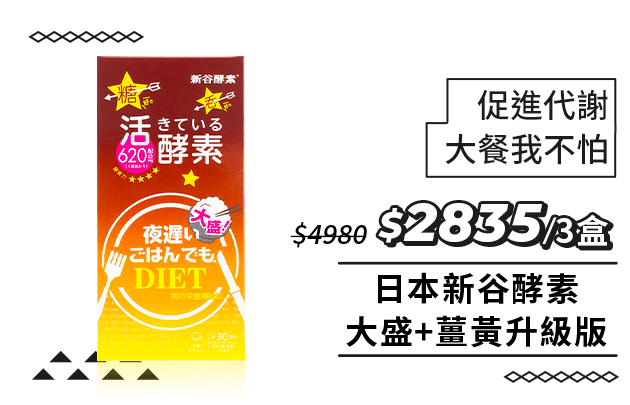 新谷酵素
糖
活きている
620
酵素
大盛!
夜遅い
ごはんでも
DIET
30
促進代謝
大餐我不怕
$4980 $2835/3盒
日本新谷酵素
大盛+薑黃升級版